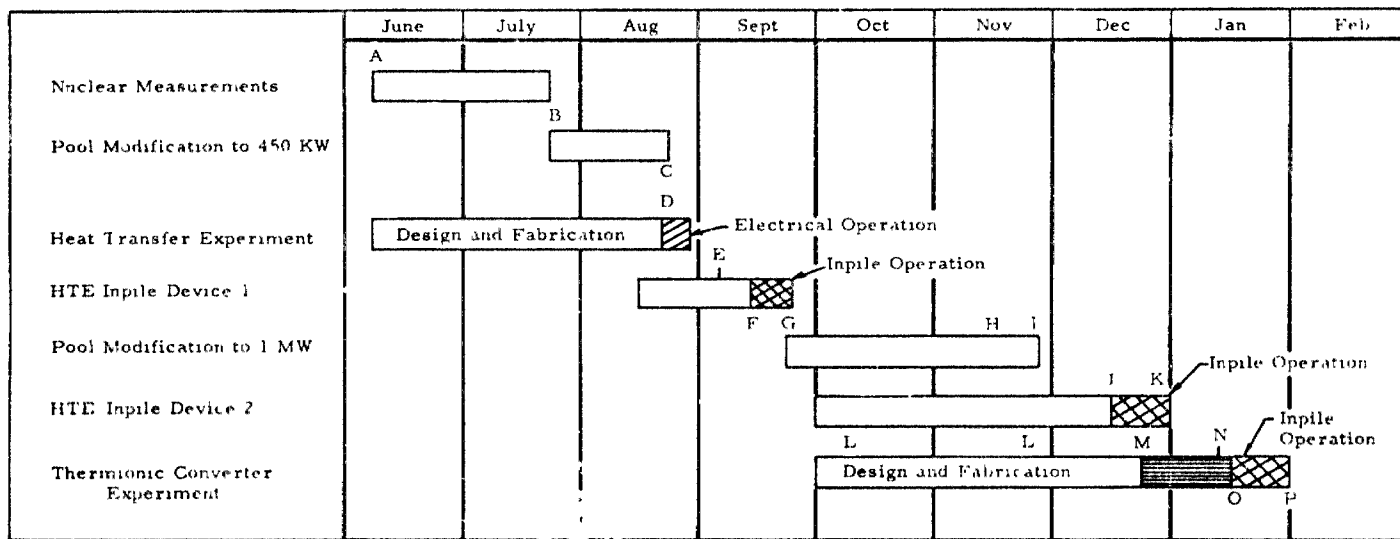 June July Aug Sept Oct Nov Dec Jan Feb
A
Nuclear Measurements
B
Pool Modification to 450 KW
C
D
Heat Transfer Experiment
Design and Fabrication
Electrical Operation
E
HTE Inpile Device 1
Inpile Operation
F G
H I
Pool Modification to 1 MW
J K
Inpile Operation
HTE Inpile Device 2
Inpile
Operation
L L M N
Thermionic Converter
Experiment
Design and Fabrication
O P